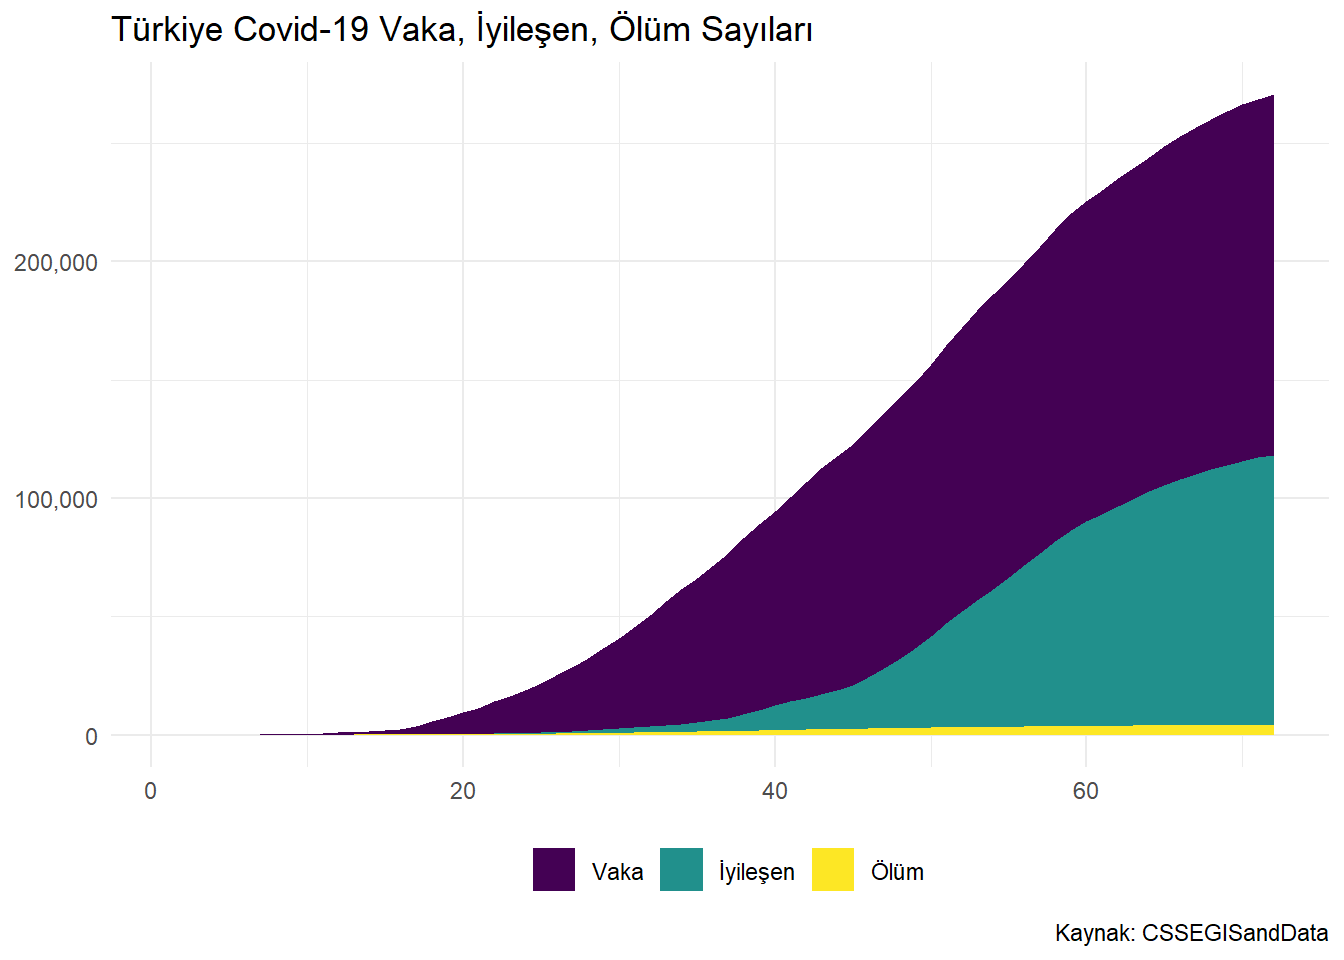 Türkiye Covid-19 Vaka, İyileşen, Ölüm Sayıları
200,000
100,000
0
0 20 40 60
Vaka İyileşen Ölüm
Kaynak: CSSEGISandData